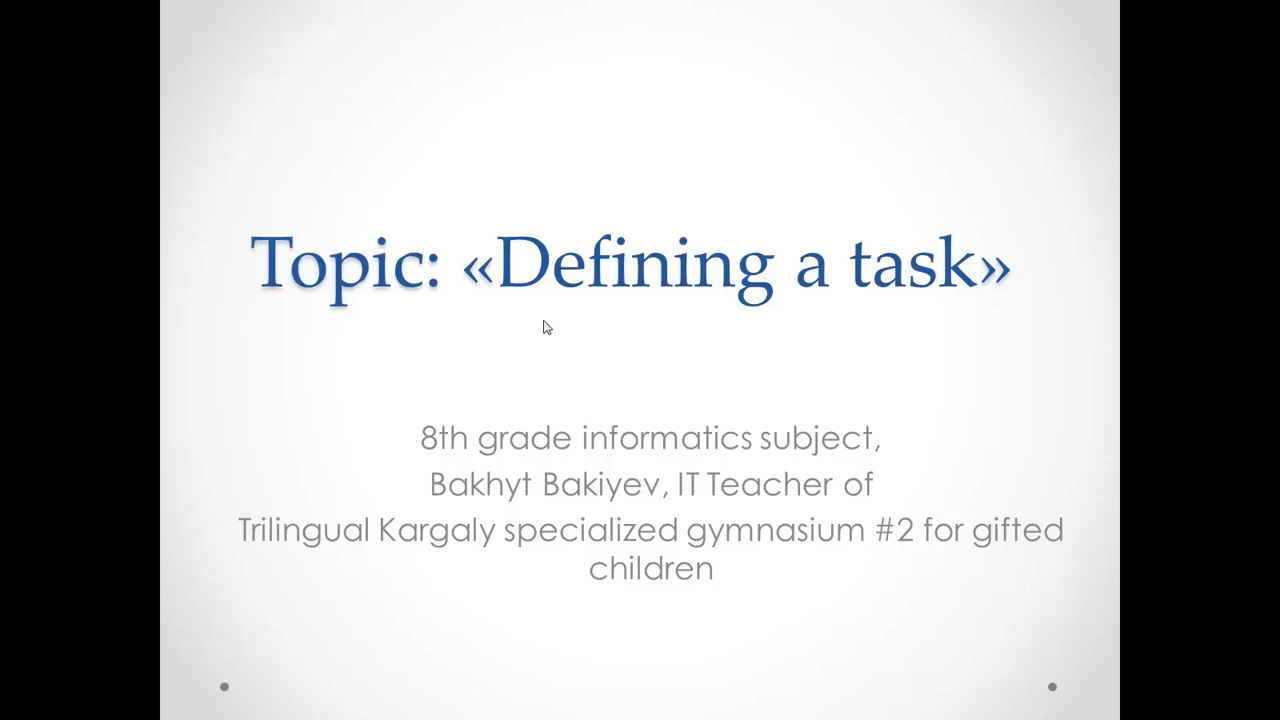 Topic: «Defining a task»
8th grade informatics subject,
Bakhyt Bakiyev, IT Teacher of
Trilingual Kargaly specialized gymnasium #2 for gifted
children